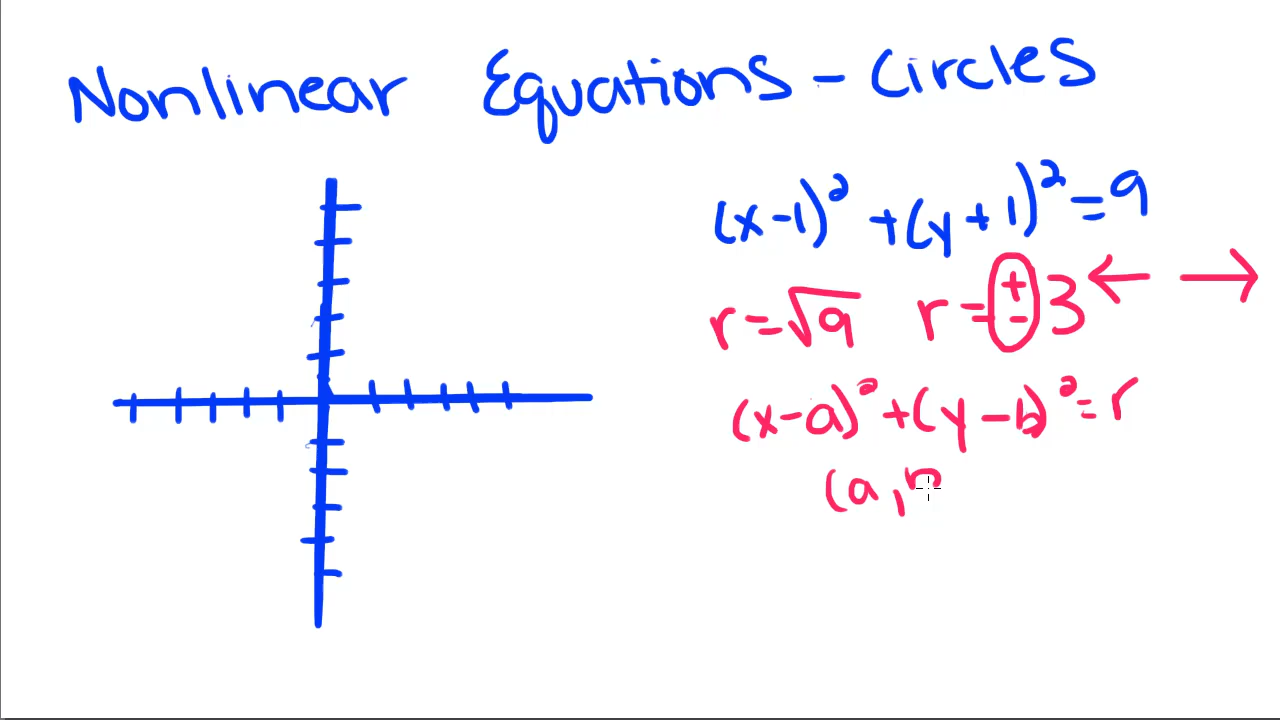 Nonlinear Equations - Circles
(x-1)² + (y+1)² = 9
r = √9 r = ± 3 ← →
(x-a)² + (y-b)² = r
(a,